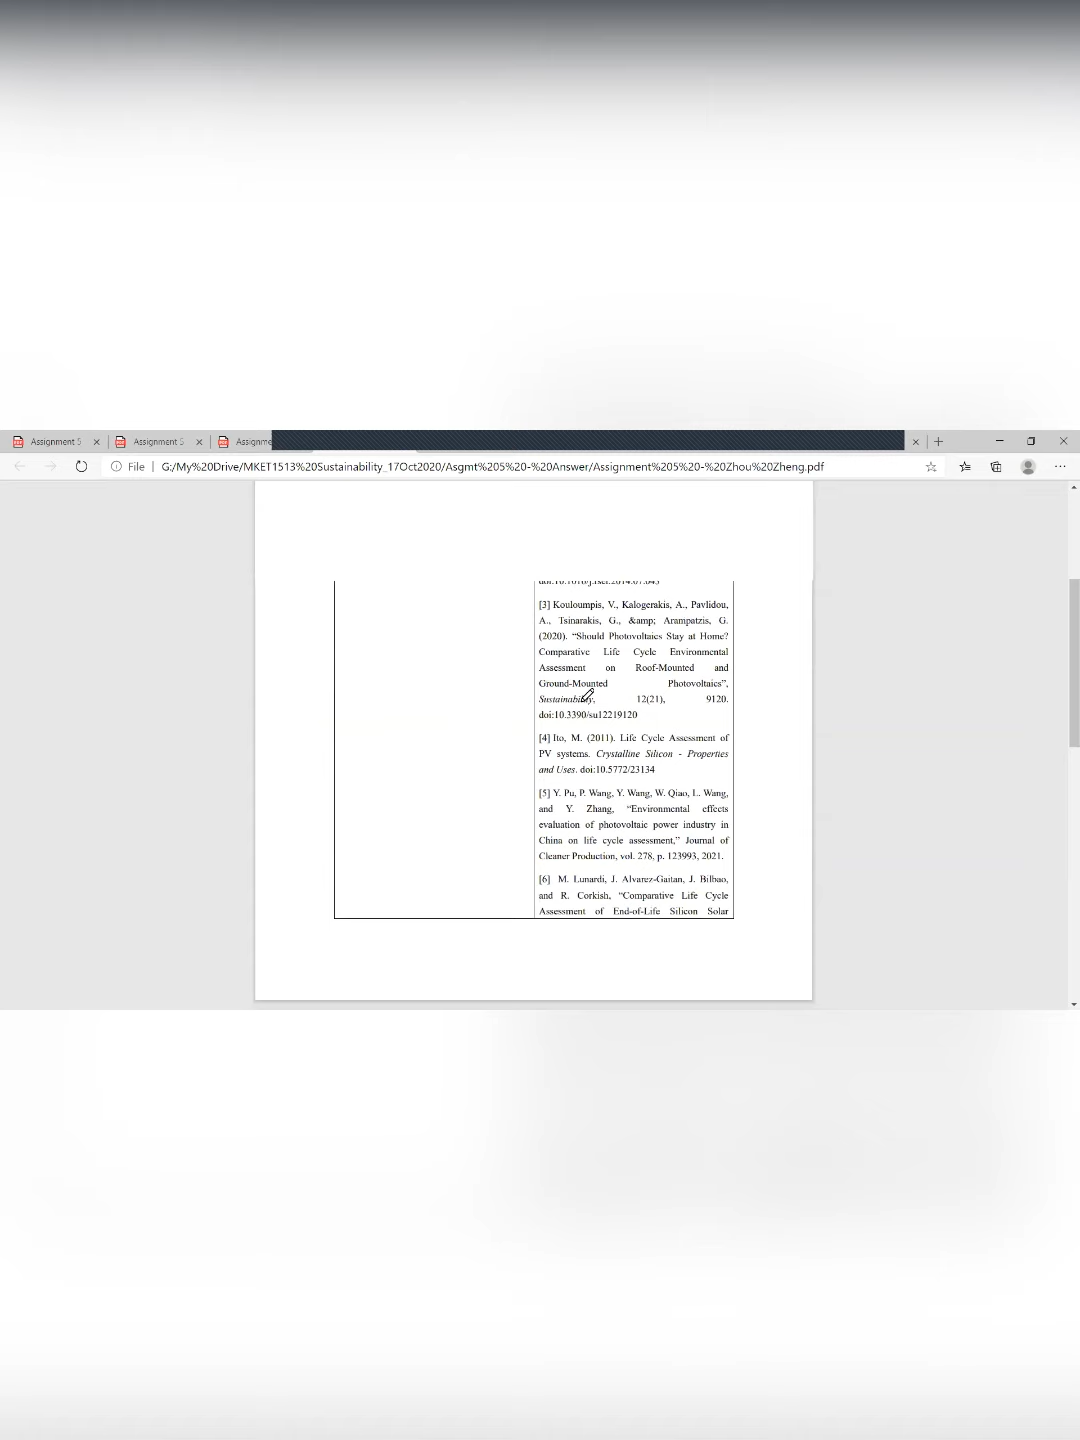 Assignment 5
Assignment 5
Assignme
File | G:/My%20Drive/MKET1513%20Sustainability_17Oct2020/Asgmt%205%20-%20Answer/Assignment%205%20-%20Zhou%20Zheng.pdf
[3] Kouloumpis, V., Kalogerakis, A., Pavlidou,
A., Tsinarakis, G., &amp; Arampatzis, G.
(2020). “Should Photovoltaics Stay at Home?
Comparative Life Cycle Environmental
Assessment on Roof-Mounted and
Ground-Mounted Photovoltaics”,
Sustainability, 12(21), 9120.
doi:10.3390/su12219120
[4] Ito, M. (2011). Life Cycle Assessment of
PV systems. Crystalline Silicon - Properties
and Uses. doi:10.5772/23134
[5] Y. Pu, P. Wang, Y. Wang, W. Qiao, L. Wang,
and Y. Zhang, “Environmental effects
evaluation of photovoltaic power industry in
China on life cycle assessment,” Journal of
Cleaner Production, vol. 278, p. 123993, 2021.
[6] M. Lunardi, J. Alvarez-Gaitan, J. Bilbao,
and R. Corkish, “Comparative Life Cycle
Assessment of End-of-Life Silicon Solar